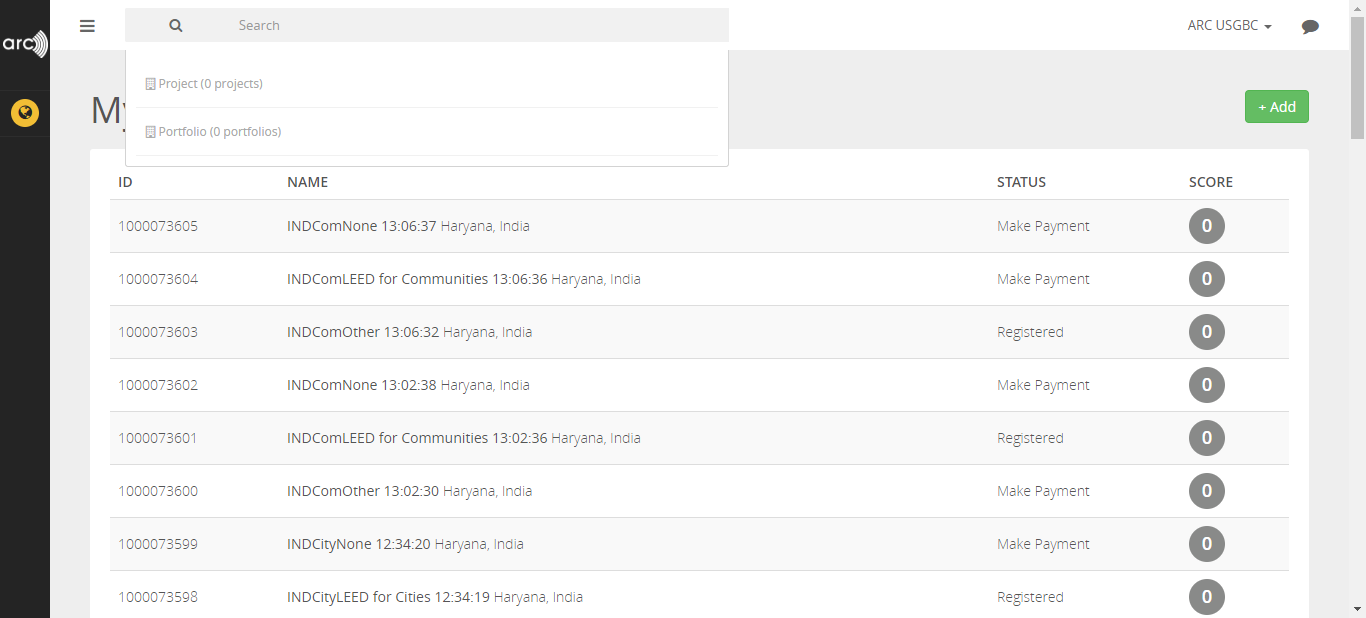 arc
Search
ARC USGBC
Project (0 projects)
Portfolio (0 portfolios)
My
+ Add
ID NAME STATUS SCORE
1000073605 INDComNone 13:06:37 Haryana, India Make Payment 0
1000073604 INDComLEED for Communities 13:06:36 Haryana, India Make Payment 0
1000073603 INDComOther 13:06:32 Haryana, India Registered 0
1000073602 INDComNone 13:02:38 Haryana, India Make Payment 0
1000073601 INDComLEED for Communities 13:02:36 Haryana, India Registered 0
1000073600 INDComOther 13:02:30 Haryana, India Make Payment 0
1000073599 INDCityNone 12:34:20 Haryana, India Make Payment 0
1000073598 INDCityLEED for Cities 12:34:19 Haryana, India Registered 0